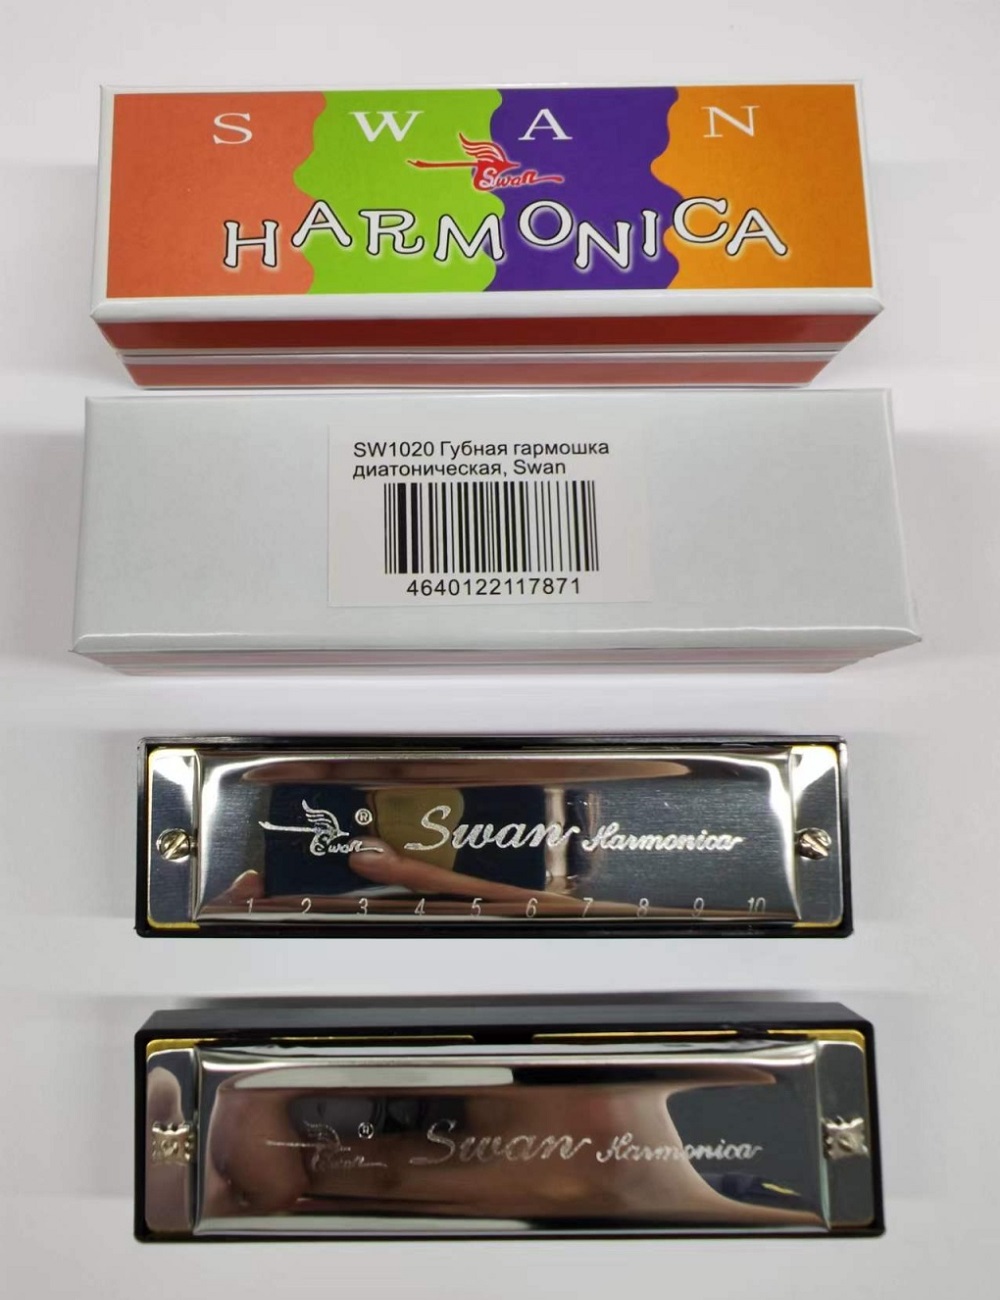 S W A N
Swan
HARMONICA
SW1020 Губная гармошка
диатоническая, Swan
4640122117871
Swan ® Swan Harmonica
1 2 3 4 5 6 7 8 9 10
Swan ® Swan Harmonica